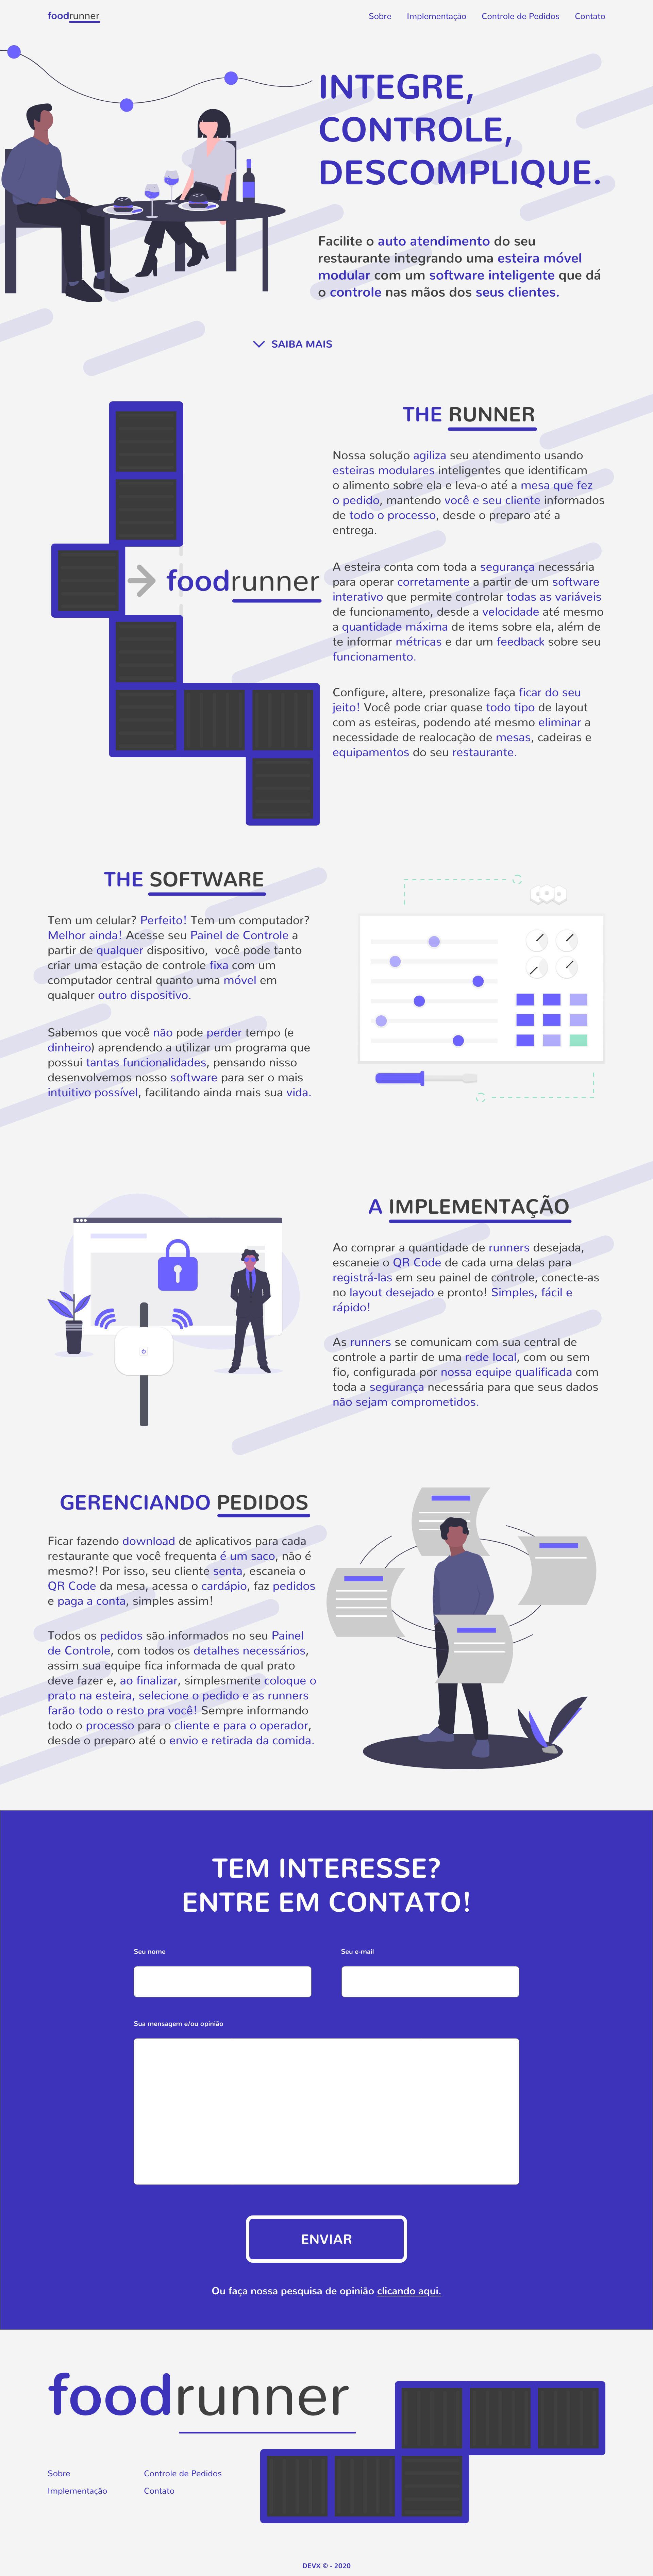 foodrunner
Sobre Implementação Controle de Pedidos Contato
INTEGRE,
CONTROLE,
DESCOMPLIQUE.
Facilite o auto atendimento do seu
restaurante integrando uma esteira móvel
modular com um software inteligente que dá
o controle nas mãos dos seus clientes.
SAIBA MAIS
THE RUNNER
Nossa solução agiliza seu atendimento usando
esteiras modulares inteligentes que identificam
o alimento sobre ela e leva-o até a mesa que fez
o pedido, mantendo você e seu cliente informados
de todo o processo, desde o preparo até a
entrega.
foodrunner
A esteira conta com toda a segurança necessária
para operar corretamente a partir de um software
interativo que permite controlar todas as variáveis
de funcionamento, desde a velocidade até mesmo
a quantidade máxima de items sobre ela, além de
te informar métricas e dar um feedback sobre seu
funcionamento.
Configure, altere, presonalize faça ficar do seu
jeito! Você pode criar quase todo tipo de layout
com as esteiras, podendo até mesmo eliminar a
necessidade de realocação de mesas, cadeiras e
equipamentos do seu restaurante.
THE SOFTWARE
Tem um celular? Perfeito! Tem um computador?
Melhor ainda! Acesse seu Painel de Controle a
partir de qualquer dispositivo, você pode tanto
criar uma estação de controle fixa com um
computador central quanto uma móvel em
qualquer outro dispositivo.
Sabemos que você não pode perder tempo (e
dinheiro) aprendendo a utilizar um programa que
possui tantas funcionalidades, pensando nisso
desenvolvemos nosso software para ser o mais
intuitivo possível, facilitando ainda mais sua vida.
A IMPLEMENTAÇÃO
Ao comprar a quantidade de runners desejada,
escaneie o QR Code de cada uma delas para
registrá-las em seu painel de controle, conecte-as
no layout desejado e pronto! Simples, fácil e
rápido!
As runners se comunicam com sua central de
controle a partir de uma rede local, com ou sem
fio, configurada por nossa equipe qualificada com
toda a segurança necessária para que seus dados
não sejam comprometidos.
GERENCIANDO PEDIDOS
Ficar fazendo download de aplicativos para cada
restaurante que você frequenta é um saco, não é
mesmo?! Por isso, seu cliente senta, escaneia o
QR Code da mesa, acessa o cardápio, faz pedidos
e paga a conta, simples assim!
Todos os pedidos são informados no seu Painel
de Controle, com todos os detalhes necessários,
assim sua equipe fica informada de qual prato
deve fazer e, ao finalizar, simplesmente coloque o
prato na esteira, selecione o pedido e as runners
farão todo o resto pra você! Sempre informando
todo o processo para o cliente e para o operador,
desde o preparo até o envio e retirada da comida.
TEM INTERESSE?
ENTRE EM CONTATO!
Seu nome Seu e-mail
Sua mensagem e/ou opinião
ENVIAR
Ou faça nossa pesquisa de opinião clicando aqui.
foodrunner
Sobre Controle de Pedidos
Implementação Contato
DEVX © - 2020